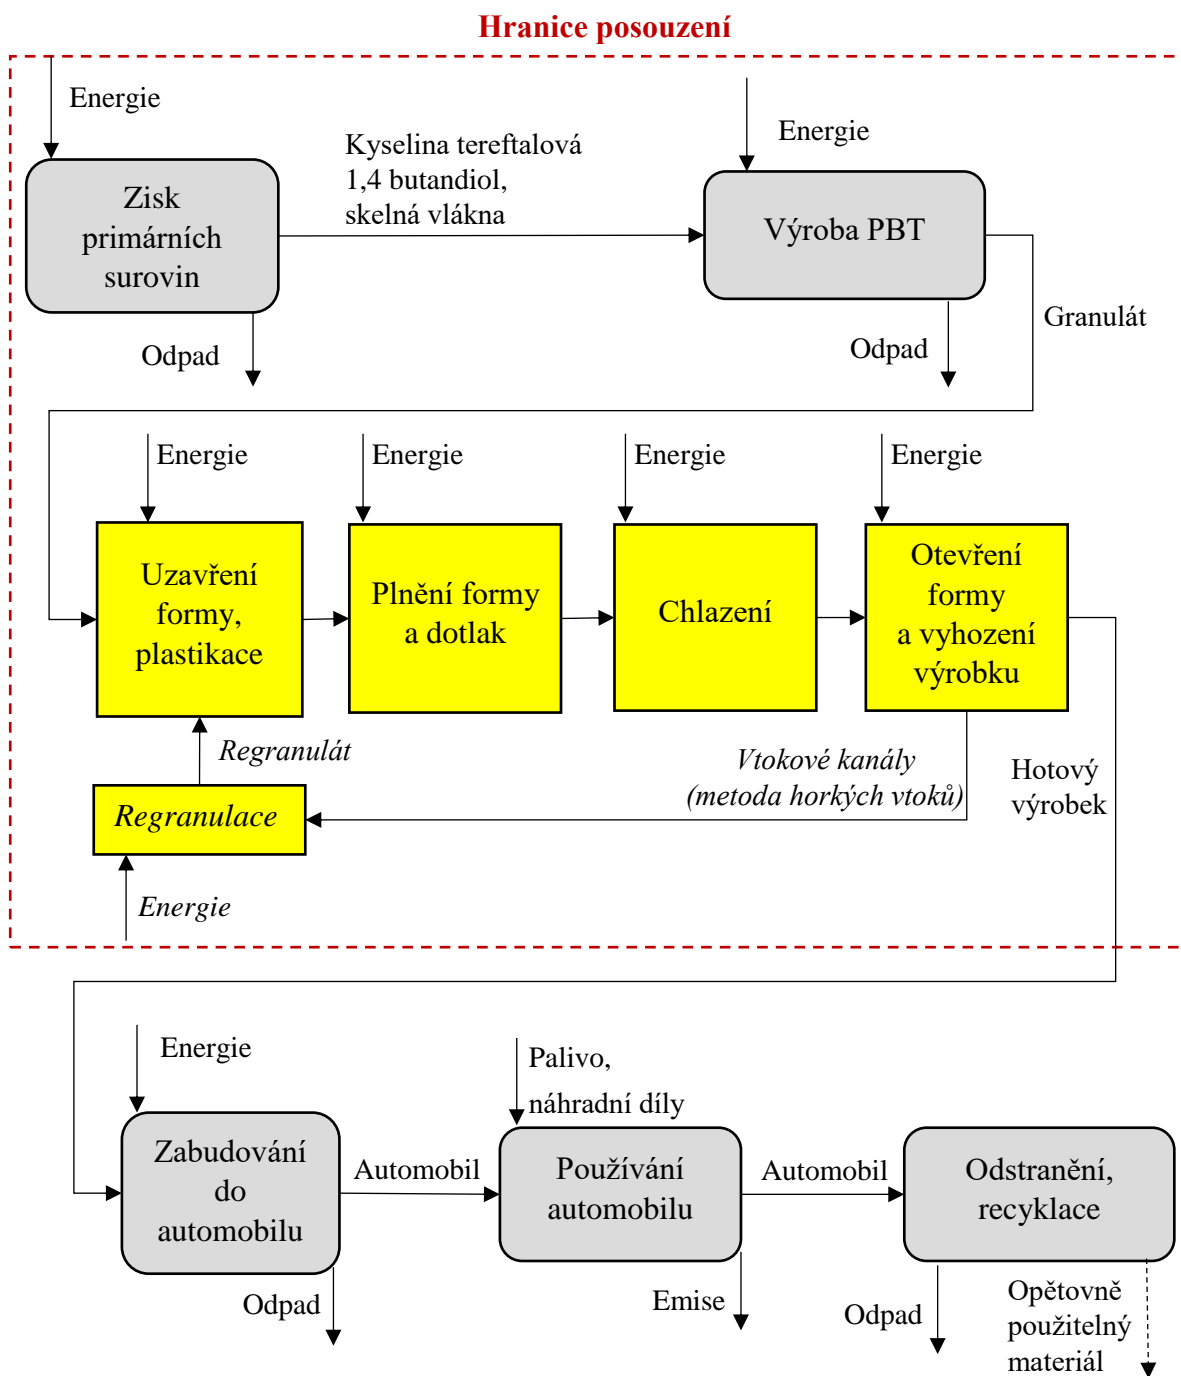 Hranice posouzení
Energie
Energie
Kyselina tereftalová
1,4 butandiol,
skelná vlákna
Zisk
primárních
surovin
Výroba PBT
Granulát
Odpad
Odpad
Energie
Energie
Energie
Energie
Uzavření
formy,
plastikace
Plnění formy
a dotlak
Chlazení
Otevření
formy
a vyhození
výrobku
Regranulát
Vtokové kanály
(metoda horkých vtoků)
Hotový
výrobek
Regranulace
Energie
Energie
Palivo,
náhradní díly
Zabudování
do
automobilu
Automobil
Používání
automobilu
Automobil
Odstranění,
recyklace
Odpad
Emise
Odpad
Opětovně
použitelný
materiál